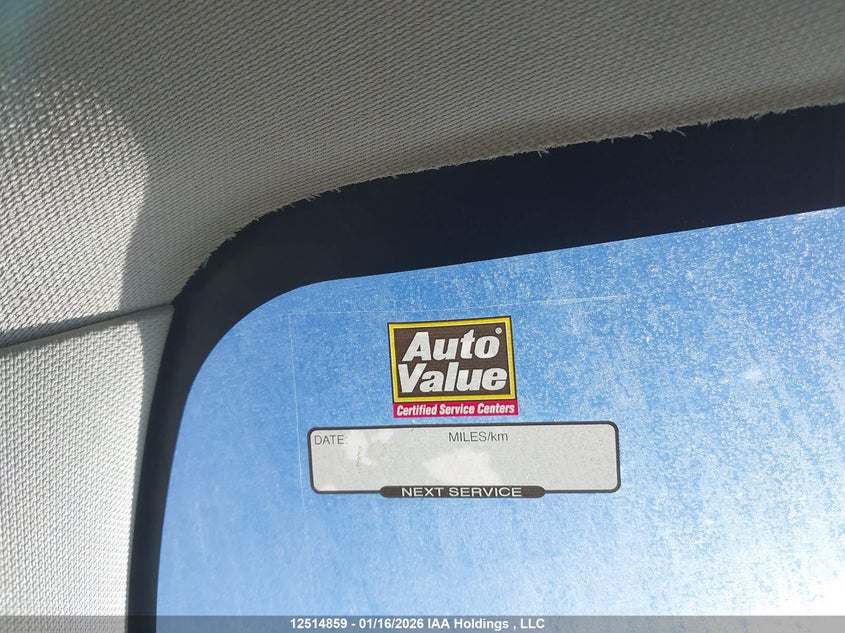 Auto®
Value
Certified Service Centers
DATE: MILES/km
NEXT SERVICE
12514859 - 01/16/2026 IAA Holdings , LLC